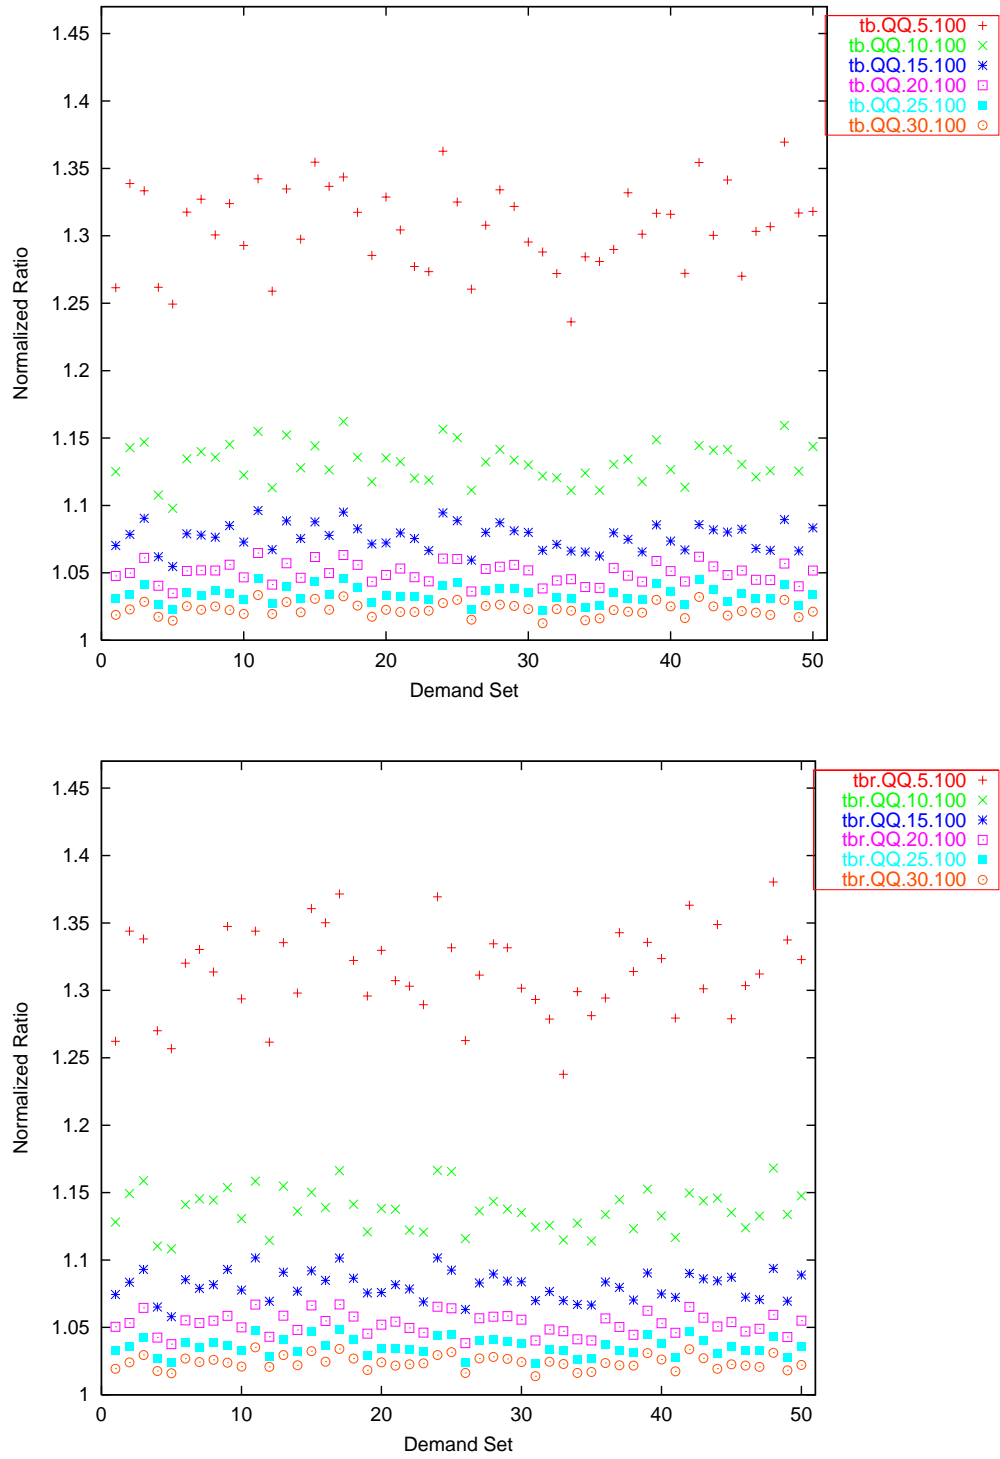 1.45
1.4
1.35
1.3
1.25
1.2
1.15
1.1
1.05
1
0
10
20
30
40
50
Normalized Ratio
Demand Set
tb.QQ.5.100
tb.QQ.10.100
tb.QQ.15.100
tb.QQ.20.100
tb.QQ.25.100
tb.QQ.30.100
1.45
1.4
1.35
1.3
1.25
1.2
1.15
1.1
1.05
1
0
10
20
30
40
50
Normalized Ratio
Demand Set
tbr.QQ.5.100
tbr.QQ.10.100
tbr.QQ.15.100
tbr.QQ.20.100
tbr.QQ.25.100
tbr.QQ.30.100